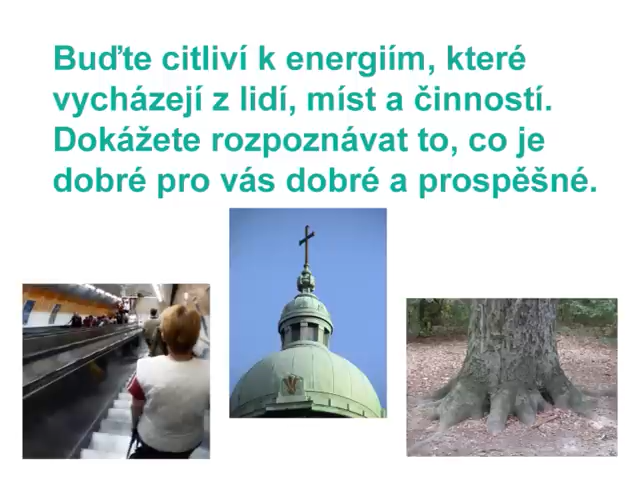 Buďte citliví k energiím, které
vycházejí z lidí, míst a činností.
Dokážete rozpoznávat to, co je
dobré pro vás dobré a prospěšné.